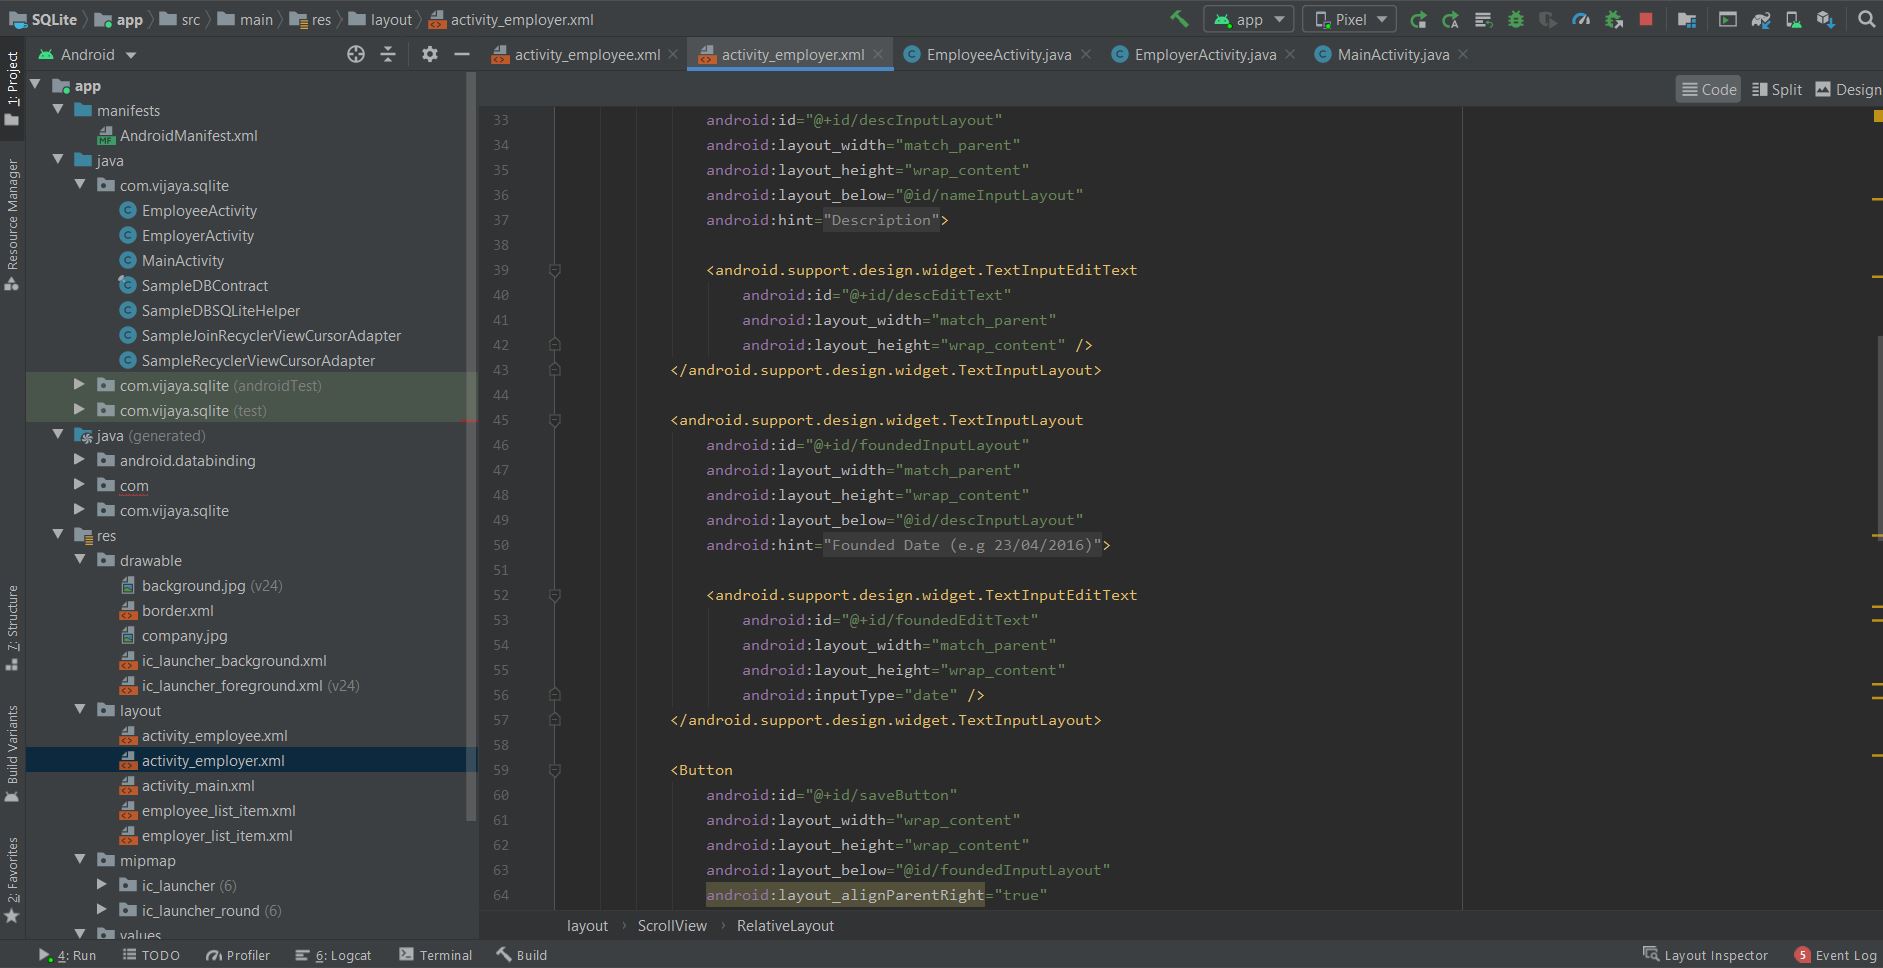 SQLite app src main res layout activity_employer.xml app Pixel
Android activity_employee.xml activity_employer.xml EmployeeActivity.java EmployerActivity.java MainActivity.java
Code Split Design
1: Project
Resource Manager
7: Structure
Build Variants
2: Favorites
app
manifests
AndroidManifest.xml
java
com.vijaya.sqlite
EmployeeActivity
EmployerActivity
MainActivity
SampleDBContract
SampleDBSQLiteHelper
SampleJoinRecyclerViewCursorAdapter
SampleRecyclerViewCursorAdapter
com.vijaya.sqlite (androidTest)
com.vijaya.sqlite (test)
java (generated)
android.databinding
com
com.vijaya.sqlite
res
drawable
background.jpg (v24)
border.xml
company.jpg
ic_launcher_background.xml
ic_launcher_foreground.xml (v24)
layout
activity_employee.xml
activity_employer.xml
activity_main.xml
employee_list_item.xml
employer_list_item.xml
mipmap
ic_launcher (6)
ic_launcher_round (6)
values
33 android:id="@+id/descInputLayout"
34 android:layout_width="match_parent"
35 android:layout_height="wrap_content"
36 android:layout_below="@id/nameInputLayout"
37 android:hint="Description">
38
39 <android.support.design.widget.TextInputEditText
40 android:id="@+id/descEditText"
41 android:layout_width="match_parent"
42 android:layout_height="wrap_content" />
43 </android.support.design.widget.TextInputLayout>
44
45 <android.support.design.widget.TextInputLayout
46 android:id="@+id/foundedInputLayout"
47 android:layout_width="match_parent"
48 android:layout_height="wrap_content"
49 android:layout_below="@id/descInputLayout"
50 android:hint="Founded Date (e.g 23/04/2016)">
51
52 <android.support.design.widget.TextInputEditText
53 android:id="@+id/foundedEditText"
54 android:layout_width="match_parent"
55 android:layout_height="wrap_content"
56 android:inputType="date" />
57 </android.support.design.widget.TextInputLayout>
58
59 <Button
60 android:id="@+id/saveButton"
61 android:layout_width="wrap_content"
62 android:layout_height="wrap_content"
63 android:layout_below="@id/foundedInputLayout"
64 android:layout_alignParentRight="true"
layout ScrollView RelativeLayout
4: Run TODO Profiler 6: Logcat Terminal Build Layout Inspector 5 Event Log